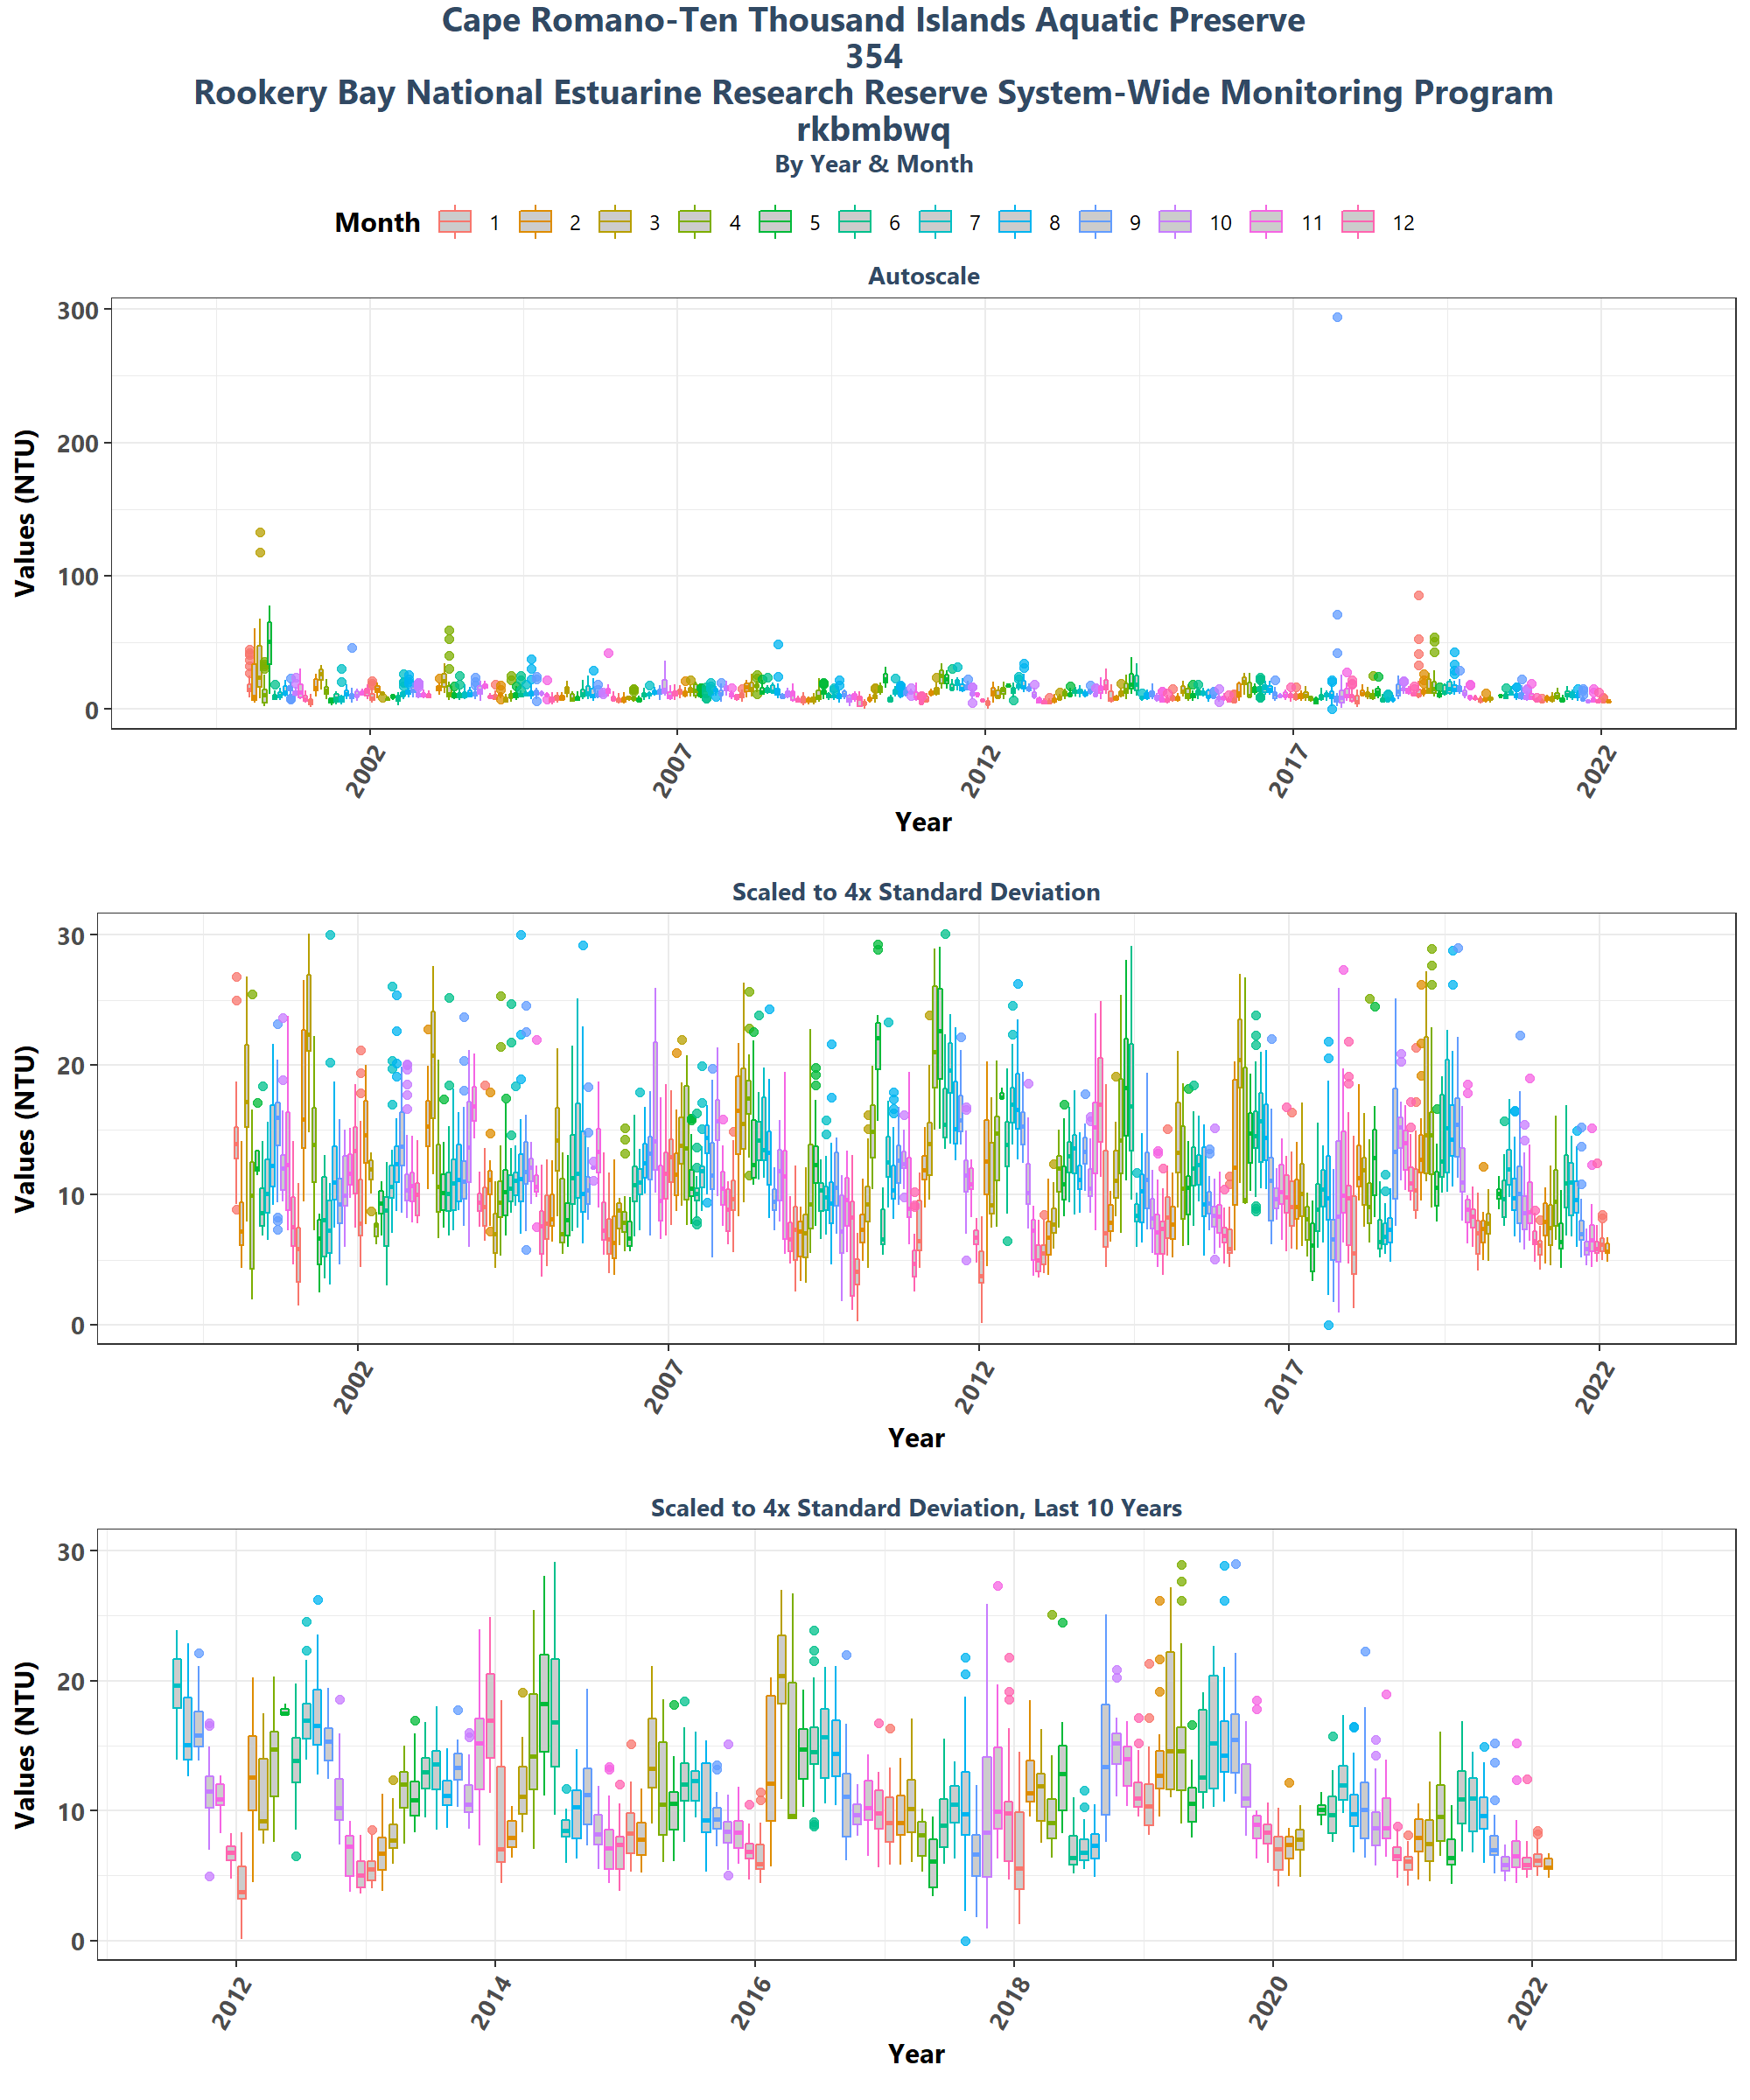 Cape Romano-Ten Thousand Islands Aquatic Preserve
354
Rookery Bay National Estuarine Research Reserve System-Wide Monitoring Program
rkbmbwq
By Year & Month
Month 1 2 3 4 5 6 7 8 9 10 11 12
Autoscale
Values (NTU)
300
200
100
0
2002 2007 2012 2017 2022
Year
Scaled to 4x Standard Deviation
Values (NTU)
30
20
10
0
2002 2007 2012 2017 2022
Year
Scaled to 4x Standard Deviation, Last 10 Years
Values (NTU)
30
20
10
0
2012 2014 2016 2018 2020 2022
Year